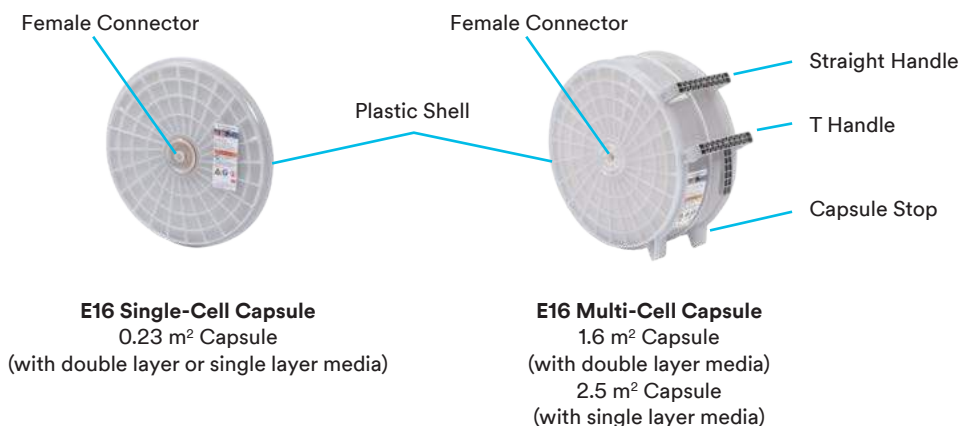 Female Connector
Female Connector
Straight Handle
Plastic Shell
T Handle
Capsule Stop
E16 Single-Cell Capsule
0.23 m² Capsule
(with double layer or single layer media)
E16 Multi-Cell Capsule
1.6 m² Capsule
(with double layer media)
2.5 m² Capsule
(with single layer media)